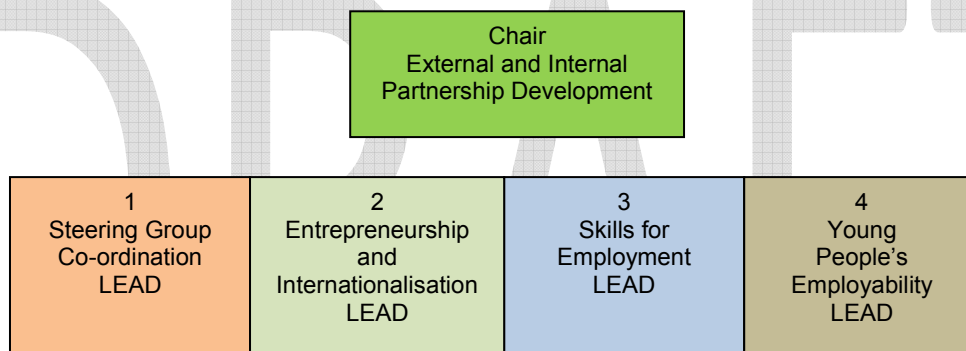 DRAFT
Chair
External and Internal
Partnership Development
1
Steering Group
Co-ordination
LEAD
2
Entrepreneurship
and
Internationalisation
LEAD
3
Skills for
Employment
LEAD
4
Young
People’s
Employability
LEAD